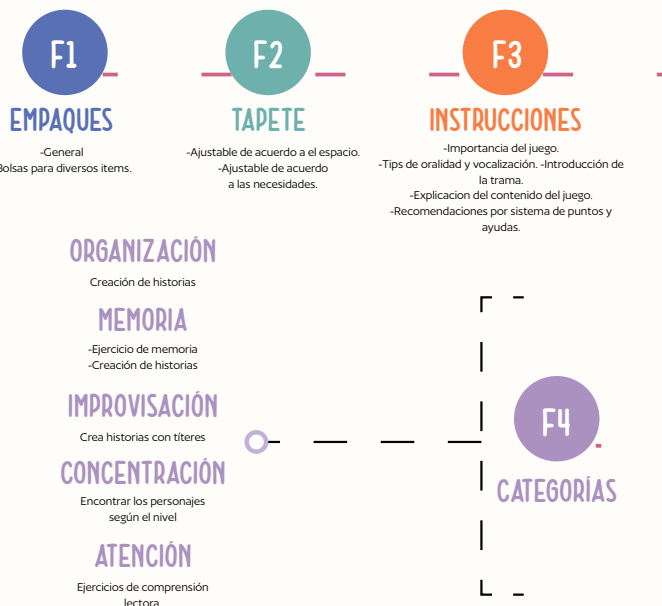 F1
EMPAQUES
-General
Bolsas para diversos items.
F2
TAPETE
-Ajustable de acuerdo a el espacio.
-Ajustable de acuerdo
a las necesidades.
F3
INSTRUCCIONES
-Importancia del juego.
-Tips de oralidad y vocalización. -Introducción de
la trama.
-Explicacion del contenido del juego.
-Recomendaciones por sistema de puntos y
ayudas.
ORGANIZACIÓN
Creación de historias
MEMORIA
-Ejercicio de memoria
-Creación de historias
IMPROVISACIÓN
Crea historias con títeres
CONCENTRACIÓN
Encontrar los personajes
según el nivel
ATENCIÓN
Ejercicios de comprensión
lectora
F4
CATEGORÍAS